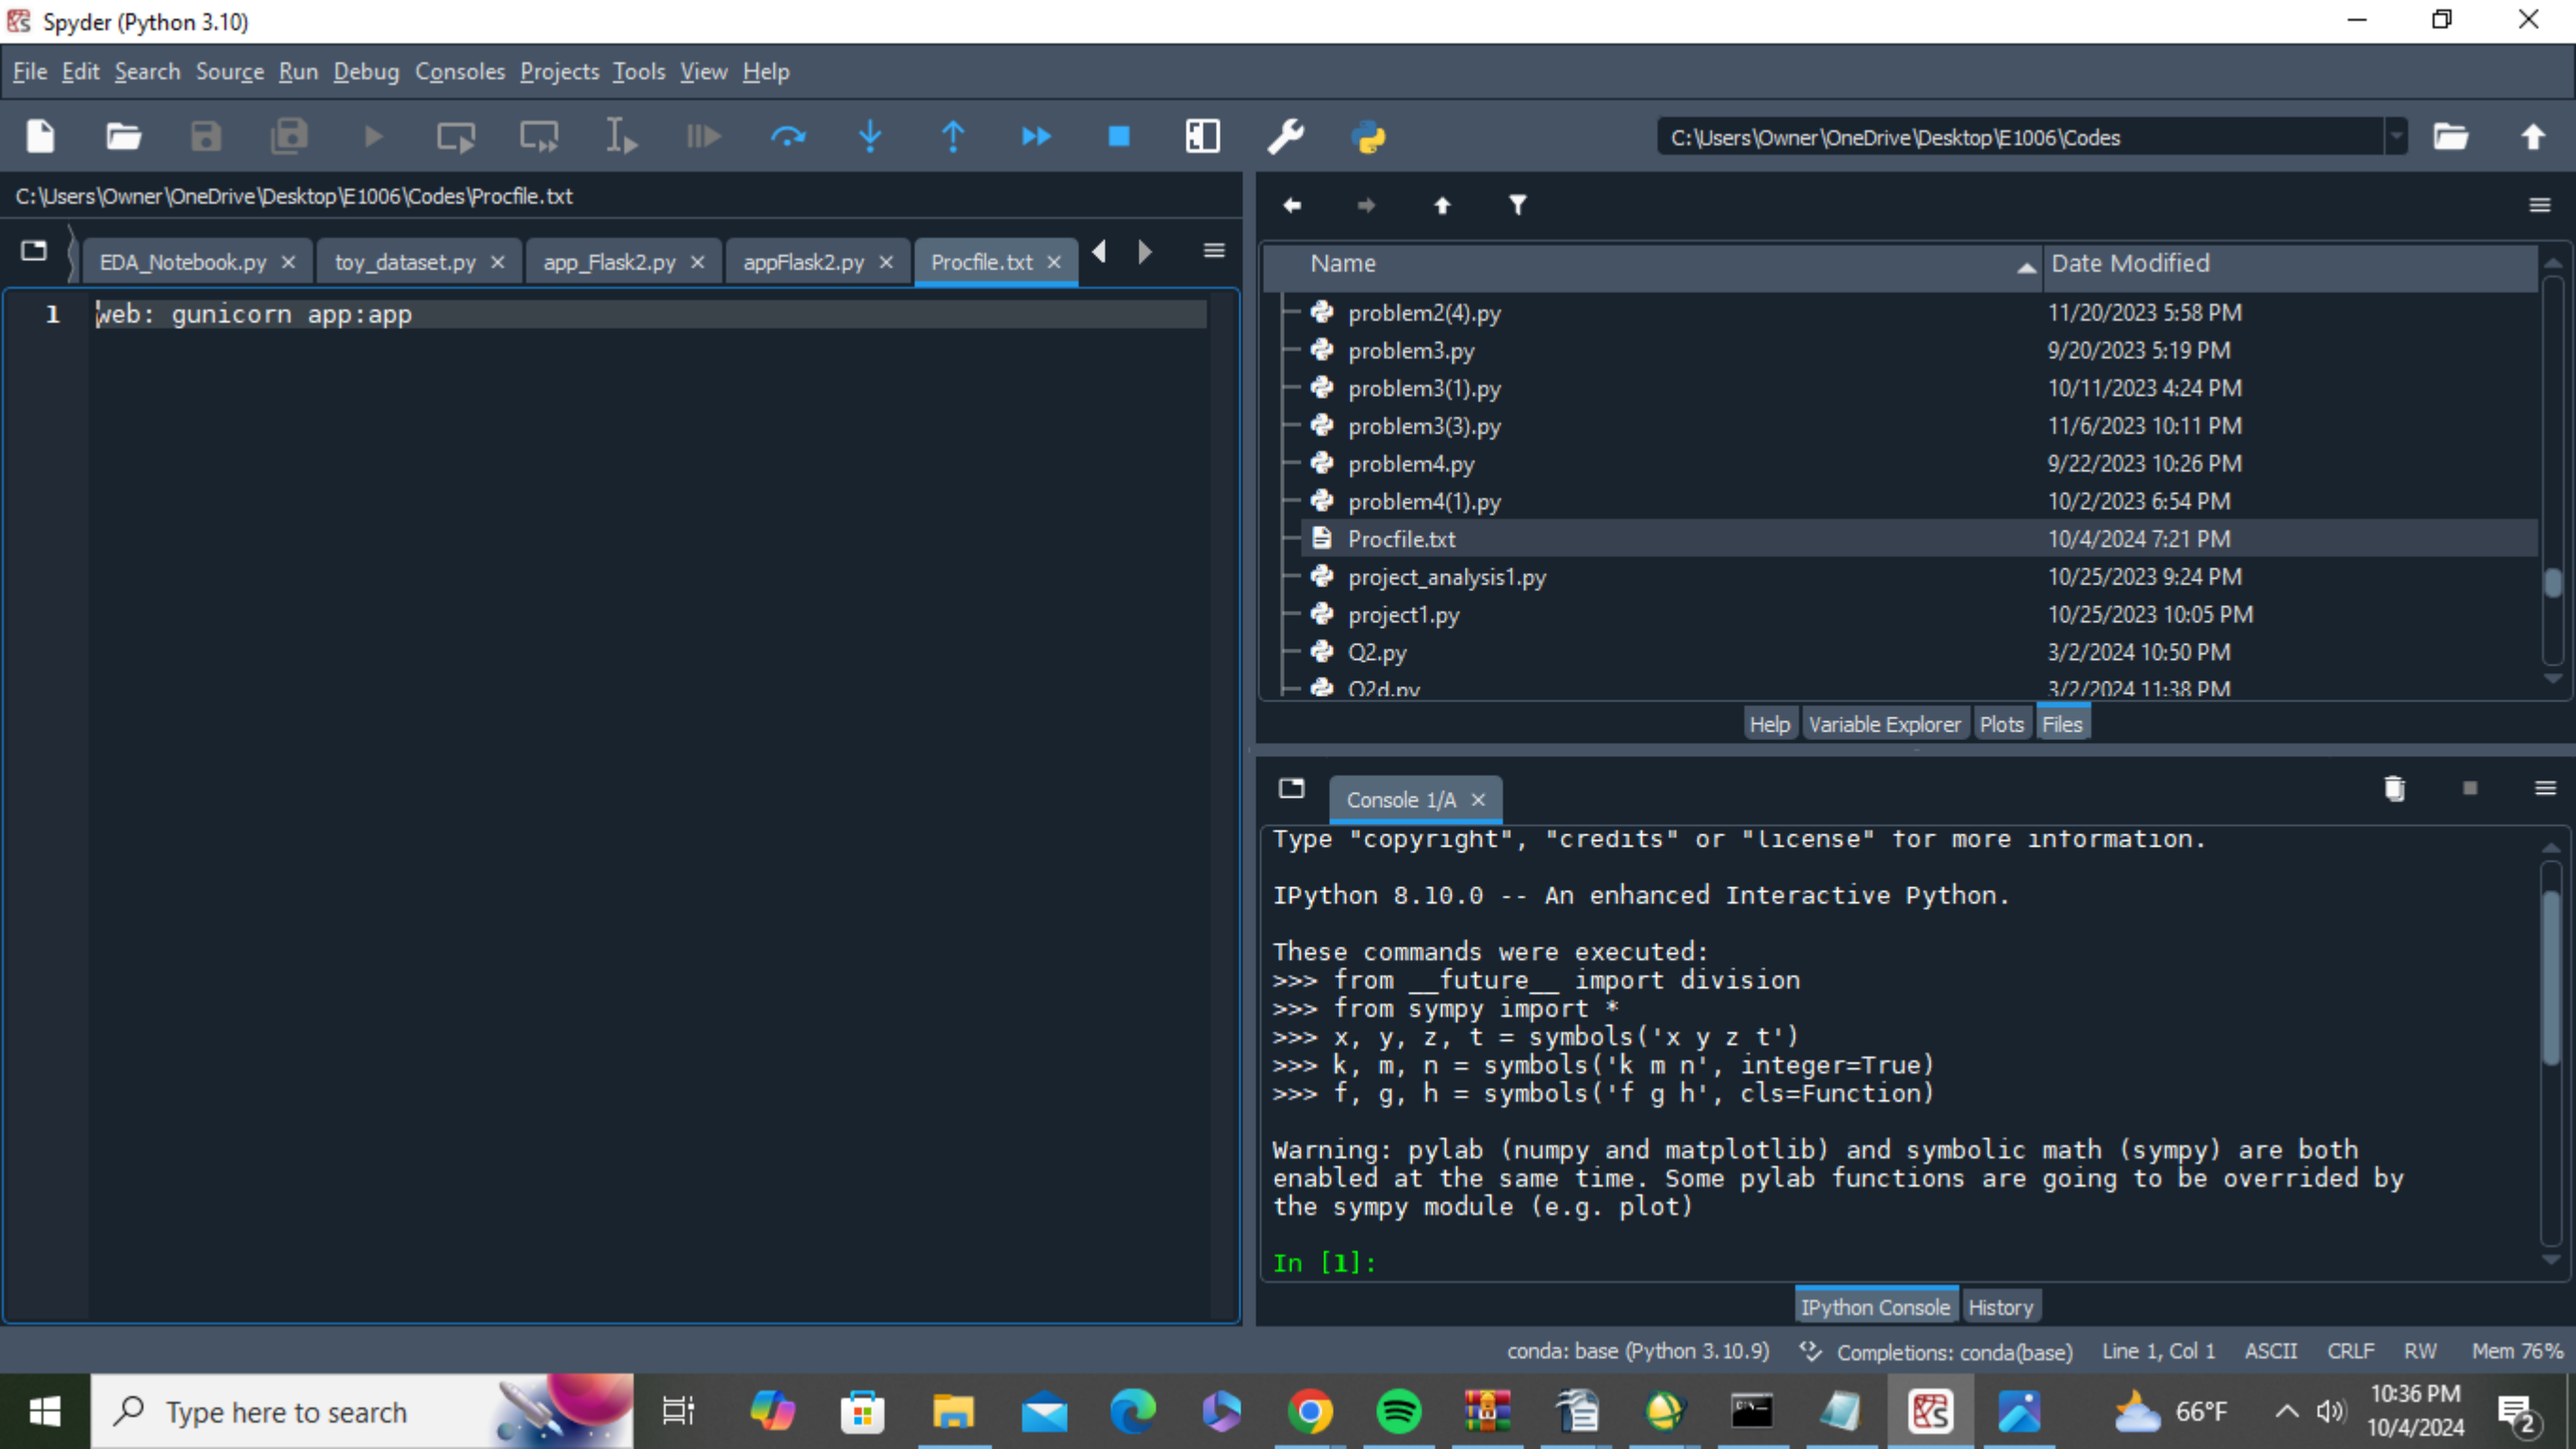 Spyder (Python 3.10)
File Edit Search Source Run Debug Consoles Projects Tools View Help
C:\Users\Owner\OneDrive\Desktop\E1006\Codes
C:\Users\Owner\OneDrive\Desktop\E1006\Codes\Procfile.txt
EDA_Notebook.py toy_dataset.py app_Flask2.py appFlask2.py Procfile.txt
1 web: gunicorn app:app
Name Date Modified
problem2(4).py 11/20/2023 5:58 PM
problem3.py 9/20/2023 5:19 PM
problem3(1).py 10/11/2023 4:24 PM
problem3(3).py 11/6/2023 10:11 PM
problem4.py 9/22/2023 10:26 PM
problem4(1).py 10/2/2023 6:54 PM
Procfile.txt 10/4/2024 7:21 PM
project_analysis1.py 10/25/2023 9:24 PM
project1.py 10/25/2023 10:05 PM
Q2.py 3/2/2024 10:50 PM
Q2d.py 3/2/2024 11:38 PM
Help Variable Explorer Plots Files
Console 1/A
Type "copyright", "credits" or "license" for more information.
IPython 8.10.0 -- An enhanced Interactive Python.
These commands were executed:
>>> from __future__ import division
>>> from sympy import *
>>> x, y, z, t = symbols('x y z t')
>>> k, m, n = symbols('k m n', integer=True)
>>> f, g, h = symbols('f g h', cls=Function)
Warning: pylab (numpy and matplotlib) and symbolic math (sympy) are both
enabled at the same time. Some pylab functions are going to be overrided by
the sympy module (e.g. plot)
In [1]:
IPython Console History
conda: base (Python 3.10.9) Completions: conda(base) Line 1, Col 1 ASCII CRLF RW Mem 76%
Type here to search
66°F
10:36 PM
10/4/2024
2